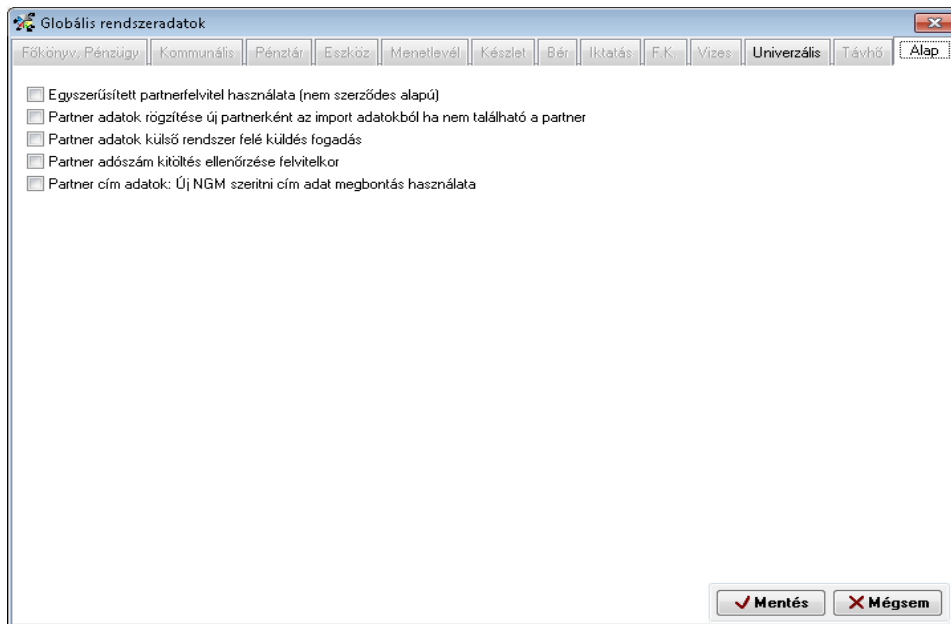 Globális rendszeradatok
Főkönyv, Pénzügy Kommunális Pénztár Eszköz Menetlevél Készlet Bér Iktatás F.K. Vizes Univerzális Távhő Alap
Egyszerűsített partnerfelvitel használata (nem szerződes alapú)
Partner adatok rögzítése új partnerként az import adatokból ha nem található a partner
Partner adatok külső rendszer felé küldés fogadás
Partner adószám kitöltés ellenőrzése felvitelkor
Partner cím adatok: Új NGM szeritni cím adat megbontás használata
Mentés Mégsem